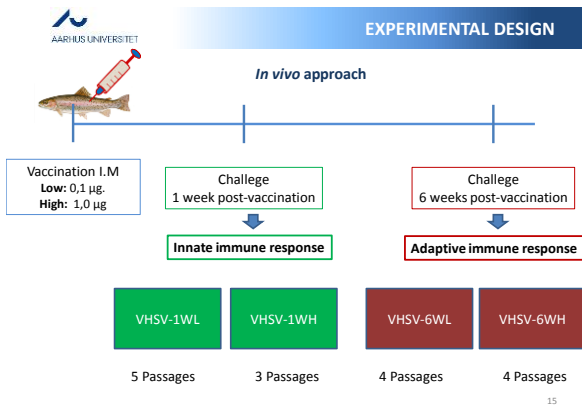 AARHUS UNIVERSITET
EXPERIMENTAL DESIGN
In vivo approach
Vaccination I.M
Low: 0,1 µg.
High: 1,0 µg
Challege
1 week post-vaccination
Challege
6 weeks post-vaccination
Innate immune response
Adaptive immune response
VHSV-1WL
VHSV-1WH
VHSV-6WL
VHSV-6WH
5 Passages
3 Passages
4 Passages
4 Passages
15